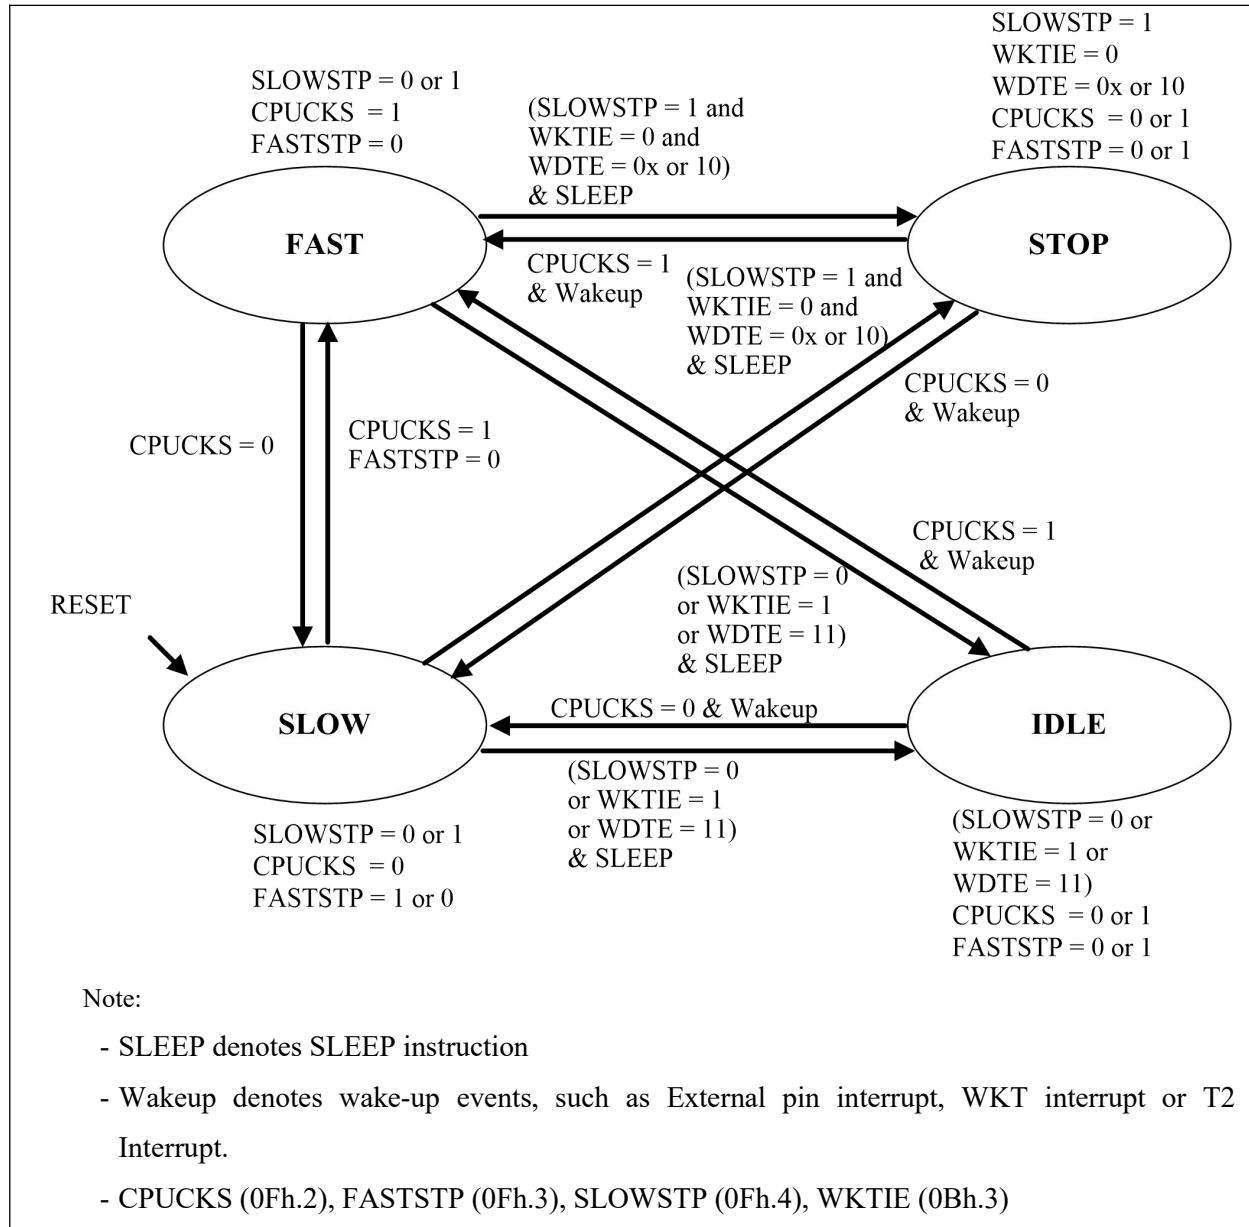 SLOWSTP = 0 or 1
CPUCKS = 1
FASTSTP = 0
(SLOWSTP = 1 and
WKTIE = 0 and
WDTE = 0x or 10)
& SLEEP
SLOWSTP = 1
WKTIE = 0
WDTE = 0x or 10
CPUCKS = 0 or 1
FASTSTP = 0 or 1
FAST
STOP
CPUCKS = 1
& Wakeup
(SLOWSTP = 1 and
WKTIE = 0 and
WDTE = 0x or 10)
& SLEEP
CPUCKS = 0
& Wakeup
CPUCKS = 0
CPUCKS = 1
FASTSTP = 0
CPUCKS = 1
& Wakeup
(SLOWSTP = 0
or WKTIE = 1
or WDTE = 11)
& SLEEP
RESET
SLOW
CPUCKS = 0 & Wakeup
IDLE
(SLOWSTP = 0
or WKTIE = 1
or WDTE = 11)
& SLEEP
SLOWSTP = 0 or 1
CPUCKS = 0
FASTSTP = 1 or 0
(SLOWSTP = 0 or
WKTIE = 1 or
WDTE = 11)
CPUCKS = 0 or 1
FASTSTP = 0 or 1
Note:
- SLEEP denotes SLEEP instruction
- Wakeup denotes wake-up events, such as External pin interrupt, WKT interrupt or T2
Interrupt.
- CPUCKS (0Fh.2), FASTSTP (0Fh.3), SLOWSTP (0Fh.4), WKTIE (0Bh.3)